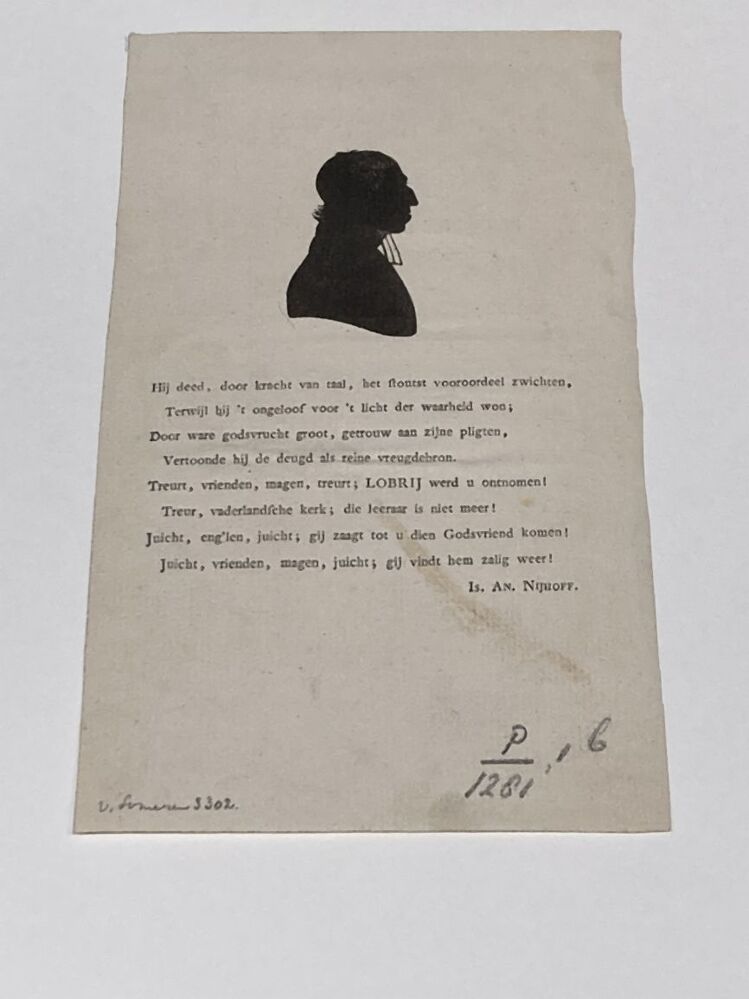 Hij deed, door kracht van taal, het ſtoutst vooroordeel zwichten,
Terwijl hij 't ongeloof voor 't licht der waarheid won;
Door ware godsvrucht groot, getrouw aan zijne pligten,
Vertoonde hij de deugd als reine vreugdebron.
Treurt, vrienden, magen, treurt; LOBRIJ werd u ontnomen!
Treur, vaderlandſche kerk; die leeraar is niet meer!
Juicht, eng'len, juicht; gij zaagt tot u dien Godsvriend komen!
Juicht, vrienden, magen, juicht; gij vindt hem zalig weer!
Is. An. Nijhoff.
P
1281
6
v. Someren 3302.